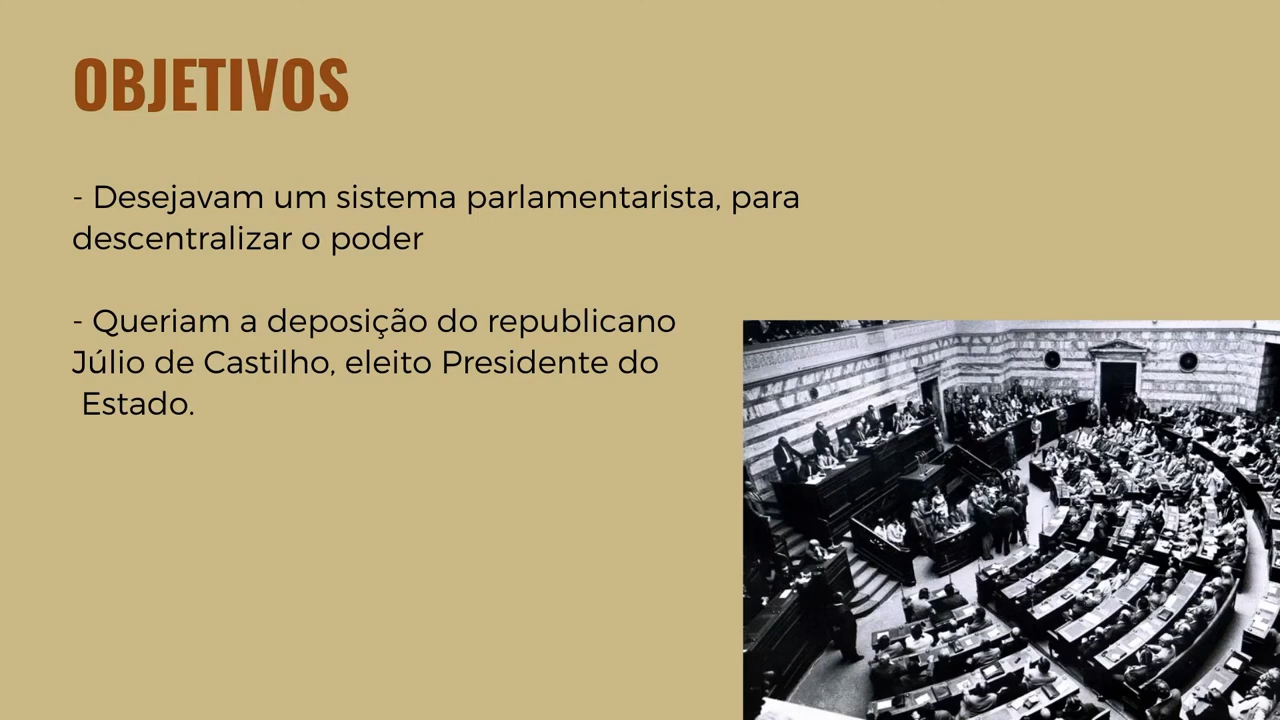 OBJETIVOS
- Desejavam um sistema parlamentarista, para
descentralizar o poder
- Queriam a deposição do republicano
Júlio de Castilho, eleito Presidente do
Estado.